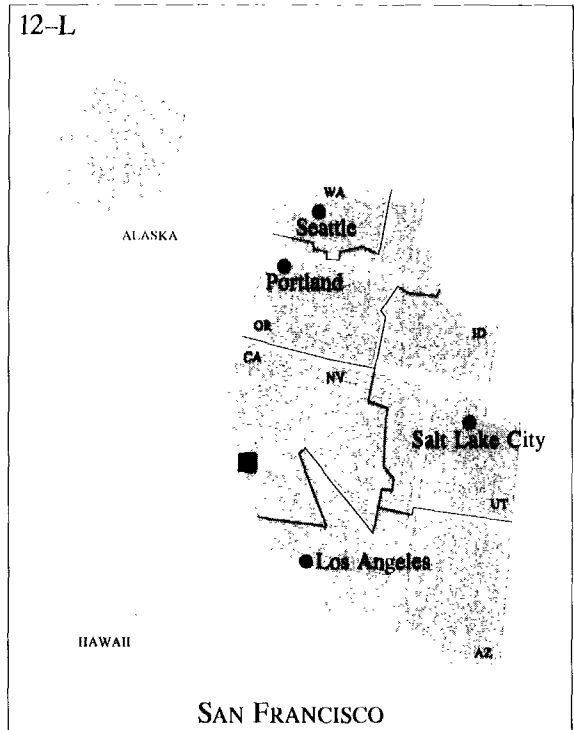 12–L
WA
Seattle
ALASKA
Portland
OR
ID
CA
NV
Salt Lake City
UT
Los Angeles
HAWAII
AZ
SAN FRANCISCO